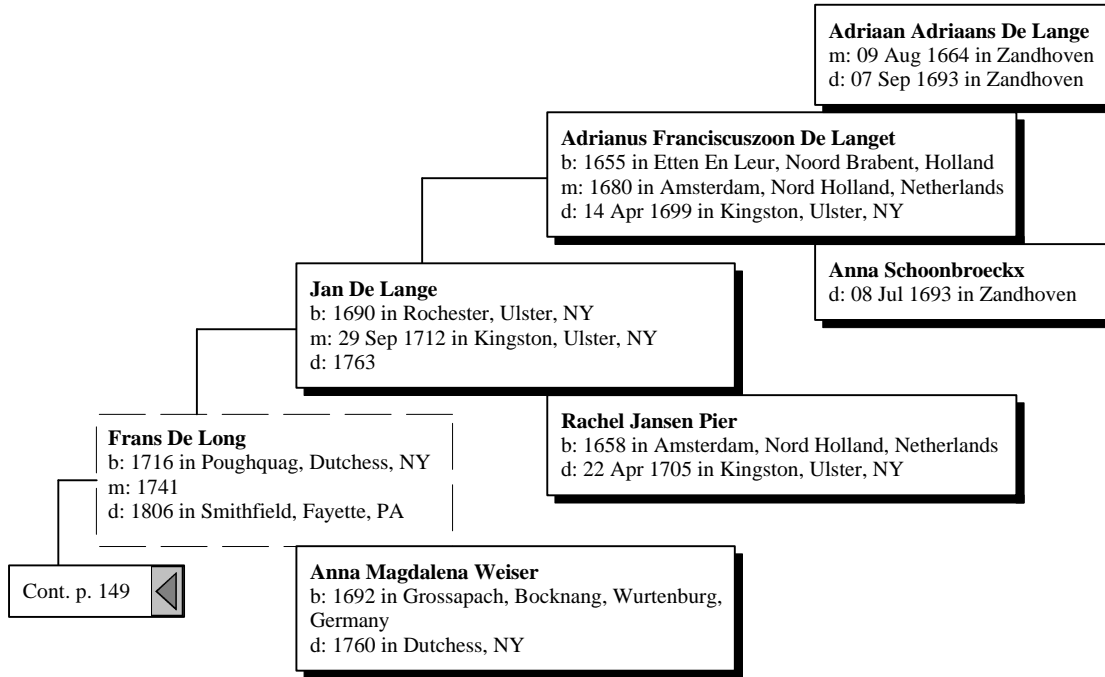 Adriaan Adriaans De Lange
m: 09 Aug 1664 in Zandhoven
d: 07 Sep 1693 in Zandhoven
Adrianus Franciscuszoon De Langet
b: 1655 in Etten En Leur, Noord Brabent, Holland
m: 1680 in Amsterdam, Nord Holland, Netherlands
d: 14 Apr 1699 in Kingston, Ulster, NY
Anna Schoonbroeckx
d: 08 Jul 1693 in Zandhoven
Jan De Lange
b: 1690 in Rochester, Ulster, NY
m: 29 Sep 1712 in Kingston, Ulster, NY
d: 1763
Rachel Jansen Pier
b: 1658 in Amsterdam, Nord Holland, Netherlands
d: 22 Apr 1705 in Kingston, Ulster, NY
Frans De Long
b: 1716 in Poughquag, Dutchess, NY
m: 1741
d: 1806 in Smithfield, Fayette, PA
Anna Magdalena Weiser
b: 1692 in Grossapach, Bocknang, Wurtenburg,
Germany
d: 1760 in Dutchess, NY
Cont. p. 149